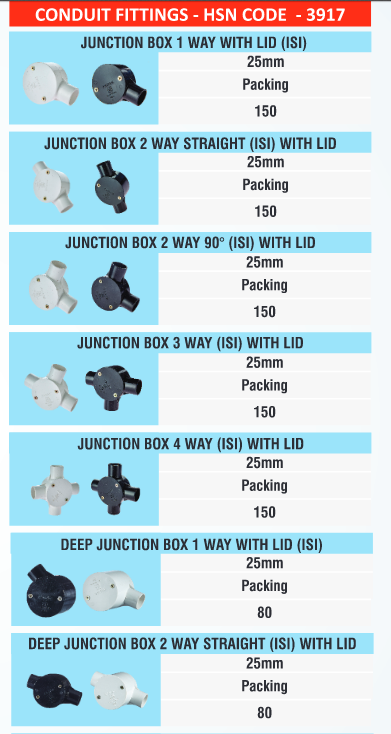 CONDUIT FITTINGS - HSN CODE - 3917
JUNCTION BOX 1 WAY WITH LID (ISI)
25mm
Packing
150
JUNCTION BOX 2 WAY STRAIGHT (ISI) WITH LID
25mm
Packing
150
JUNCTION BOX 2 WAY 90° (ISI) WITH LID
25mm
Packing
150
JUNCTION BOX 3 WAY (ISI) WITH LID
25mm
Packing
150
JUNCTION BOX 4 WAY (ISI) WITH LID
25mm
Packing
150
DEEP JUNCTION BOX 1 WAY WITH LID (ISI)
25mm
Packing
80
DEEP JUNCTION BOX 2 WAY STRAIGHT (ISI) WITH LID
25mm
Packing
80